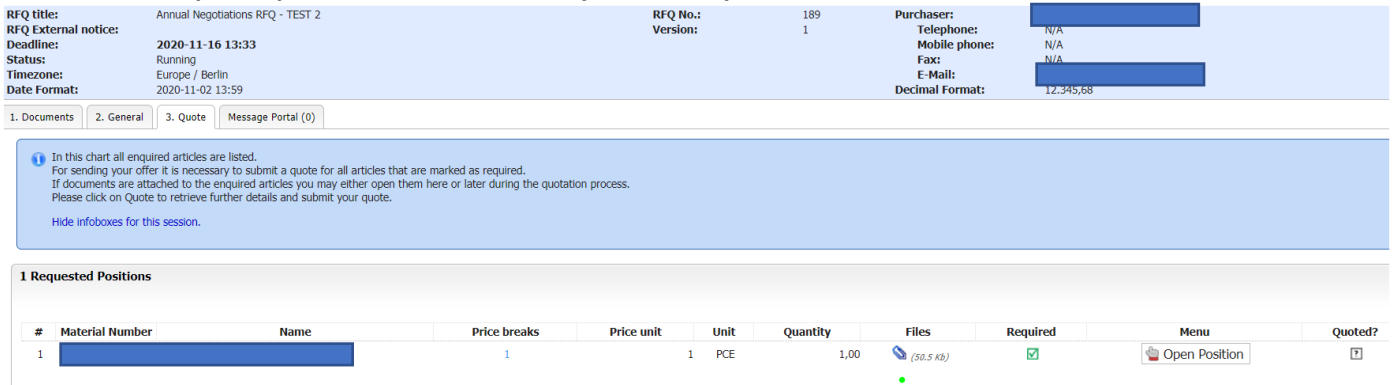 RFQ title: Annual Negotiations RFQ - TEST 2 RFQ No.: 189 Purchaser:
RFQ External notice: Version: 1 Telephone: N/A
Deadline: 2020-11-16 13:33 Mobile phone: N/A
Status: Running Fax: N/A
Timezone: Europe / Berlin E-Mail:
Date Format: 2020-11-02 13:59 Decimal Format: 12.345,68
1. Documents 2. General 3. Quote Message Portal (0)
In this chart all enquired articles are listed.
For sending your offer it is necessary to submit a quote for all articles that are marked as required.
If documents are attached to the enquired articles you may either open them here or later during the quotation process.
Please click on Quote to retrieve further details and submit your quote.
Hide infoboxes for this session.
1 Requested Positions
# Material Number Name Price breaks Price unit Unit Quantity Files Required Menu Quoted?
1 1 1 PCE 1,00 (50.5 Kb) Open Position ?